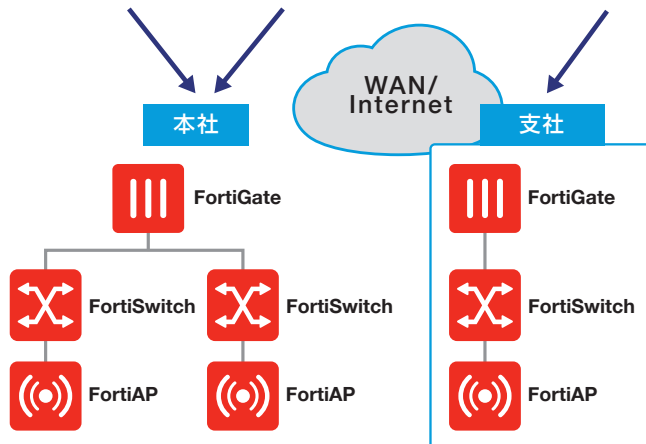 WAN/
Internet
本社
支社
FortiGate
FortiGate
FortiSwitch
FortiSwitch
FortiSwitch
FortiAP
FortiAP
FortiAP